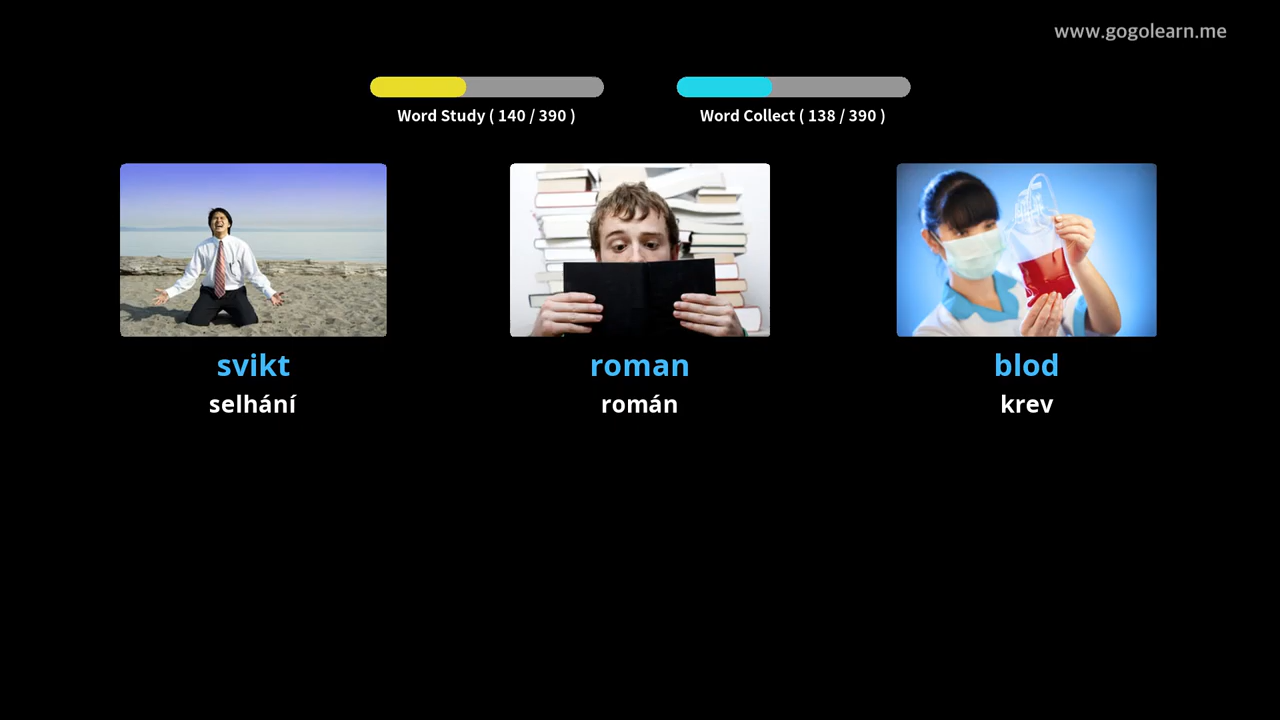 www.gogolearn.me
Word Study ( 140 / 390 )
Word Collect ( 138 / 390 )
svikt
selhání
roman
román
blod
krev